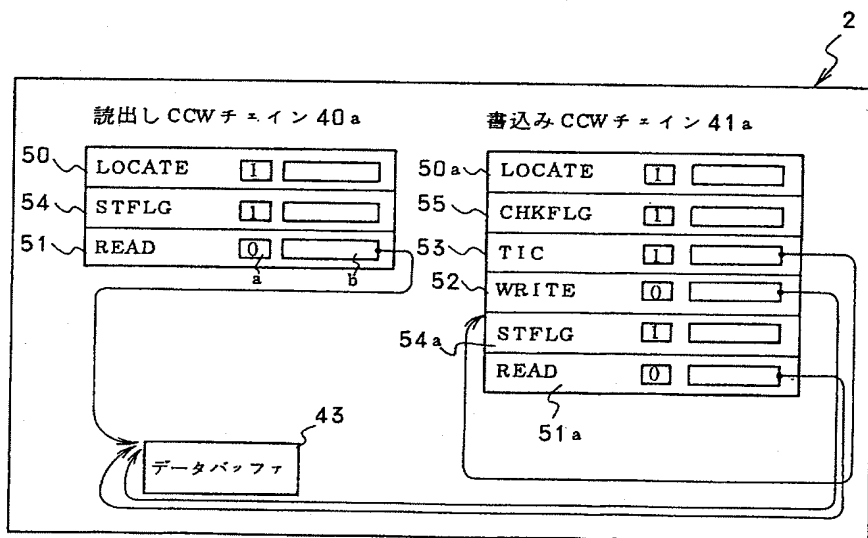 2
読出しCCWチェイン40a
50 LOCATE 1
54 STFLG 1
51 READ 0
a b
書込みCCWチェイン41a
50a LOCATE 1
55 CHKFLG 1
53 TIC 1
52 WRITE 0
54a STFLG 1
READ 0
51a
43
データバッファ